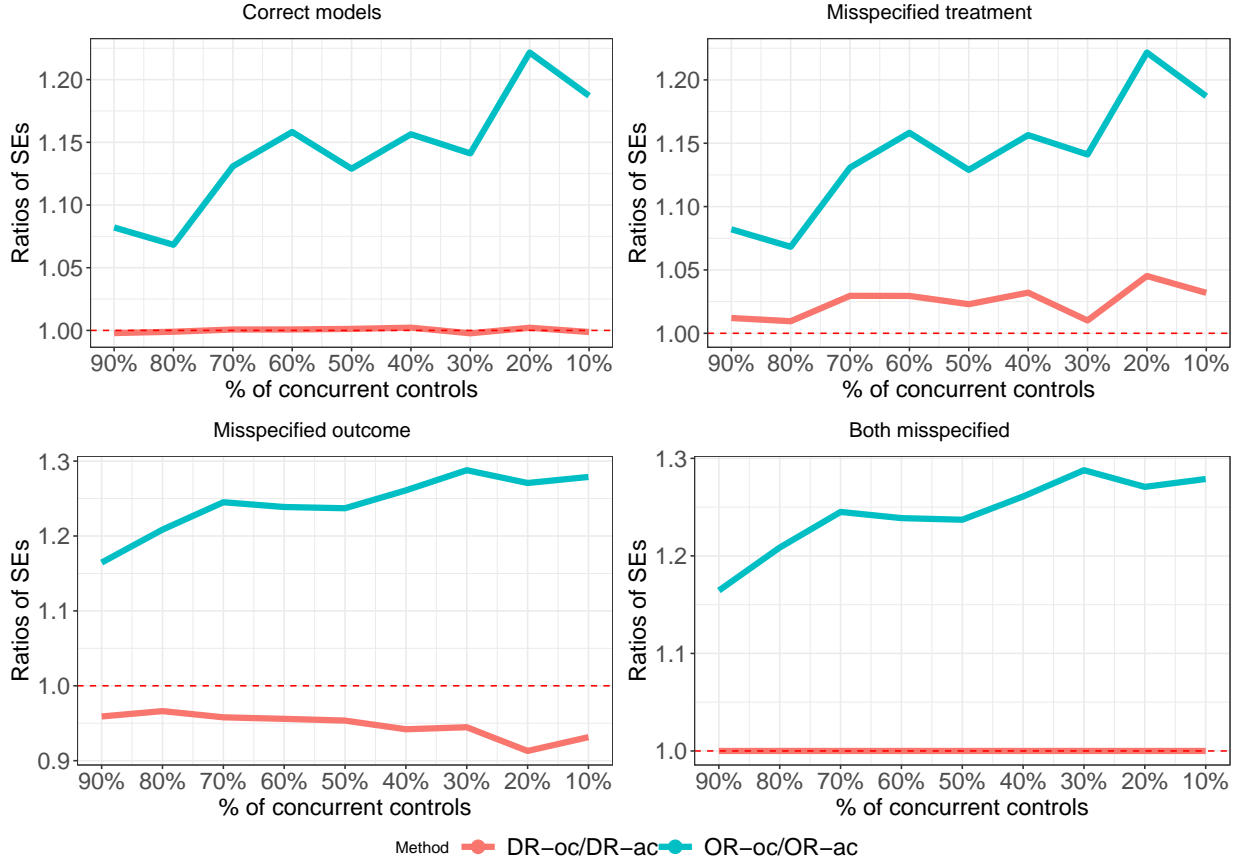 Correct models
Ratios of SEs
1.20
1.15
1.10
1.05
1.00
90% 80% 70% 60% 50% 40% 30% 20% 10%
% of concurrent controls
Misspecified treatment
Ratios of SEs
1.20
1.15
1.10
1.05
1.00
90% 80% 70% 60% 50% 40% 30% 20% 10%
% of concurrent controls
Misspecified outcome
Ratios of SEs
1.3
1.2
1.1
1.0
0.9
90% 80% 70% 60% 50% 40% 30% 20% 10%
% of concurrent controls
Both misspecified
Ratios of SEs
1.3
1.2
1.1
1.0
90% 80% 70% 60% 50% 40% 30% 20% 10%
% of concurrent controls
Method DR−oc/DR−ac OR−oc/OR−ac